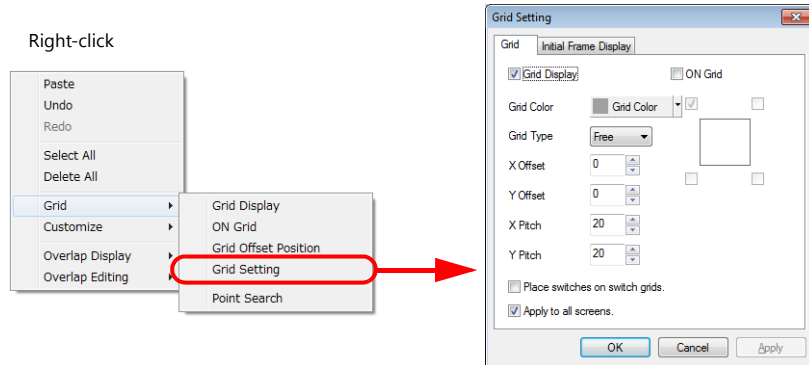 Right-click
Paste
Undo
Redo
Select All
Delete All
Grid
Customize
Overlap Display
Overlap Editing
Grid Display
ON Grid
Grid Offset Position
Grid Setting
Point Search
Grid Setting
Grid
Initial Frame Display
Grid Display
ON Grid
Grid Color
Grid Color
Grid Type
Free
X Offset
0
Y Offset
0
X Pitch
20
Y Pitch
20
Place switches on switch grids.
Apply to all screens.
OK
Cancel
Apply